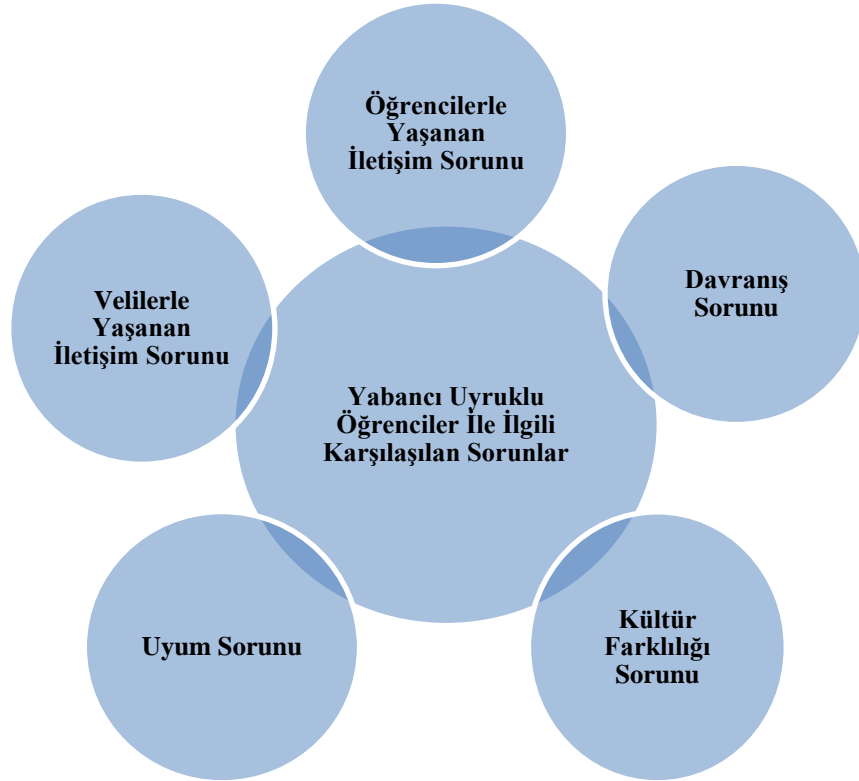 Öğrencilerle
Yaşanan
İletişim Sorunu
Davranış
Sorunu
Velilerle
Yaşanan
İletişim Sorunu
Yabancı Uyruklu
Öğrenciler İle İlgili
Karşılaşılan Sorunlar
Uyum Sorunu
Kültür
Farklılığı
Sorunu